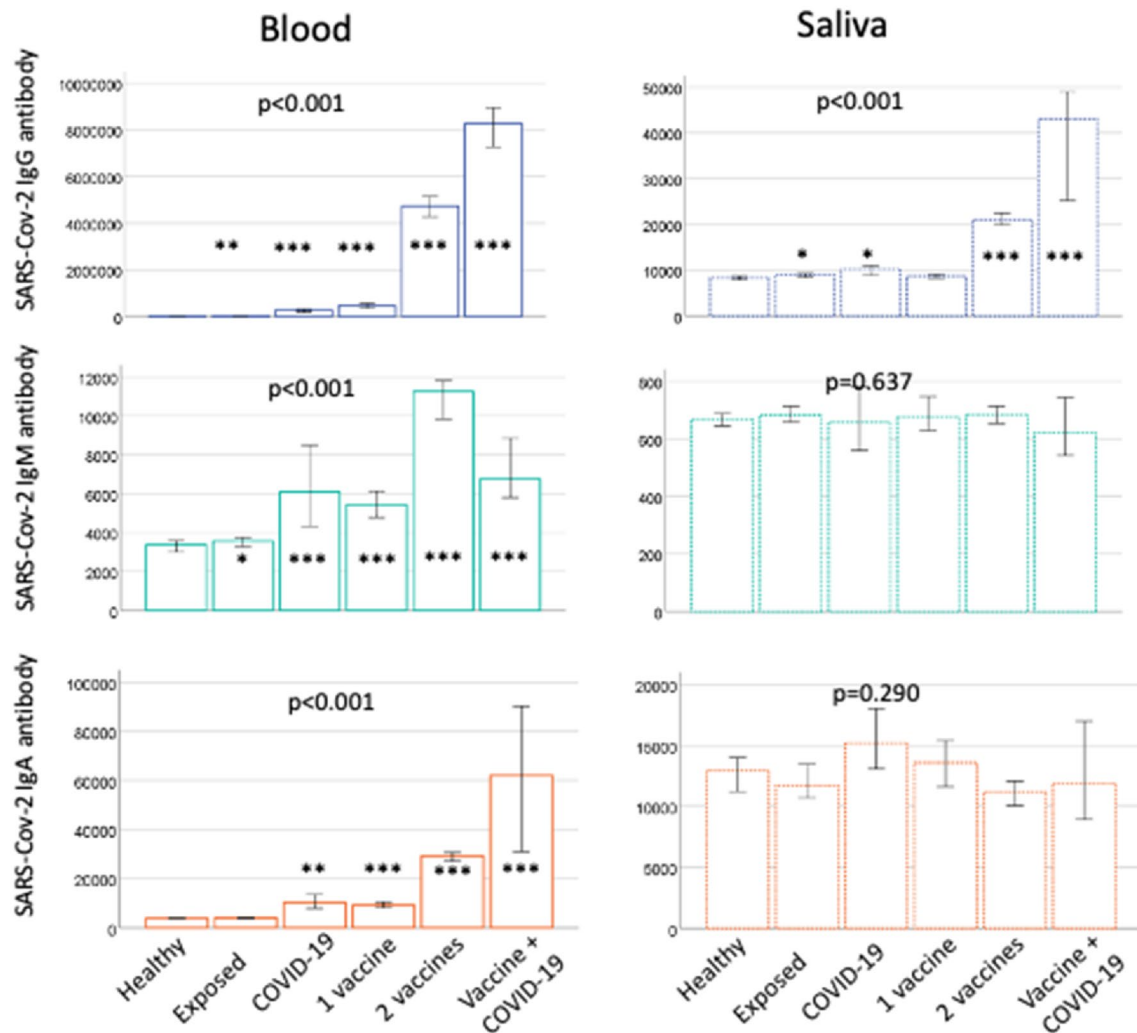 Blood
Saliva
SARS-Cov-2 IgG antibody
10000000
8000000
6000000
4000000
2000000
0
p<0.001
** *** *** *** ***
50000
40000
30000
20000
10000
0
p<0.001
* * *** ***
SARS-Cov-2 IgM antibody
12000
10000
8000
6000
4000
2000
0
p<0.001
* *** *** *** ***
800
600
400
200
0
p=0.637
SARS-Cov-2 IgA antibody
100000
80000
60000
40000
20000
0
p<0.001
** *** *** ***
20000
15000
10000
5000
0
p=0.290
Healthy
Exposed
COVID-19
1 vaccine
2 vaccines
Vaccine +
COVID-19
Healthy
Exposed
COVID-19
1 vaccine
2 vaccines
Vaccine +
COVID-19